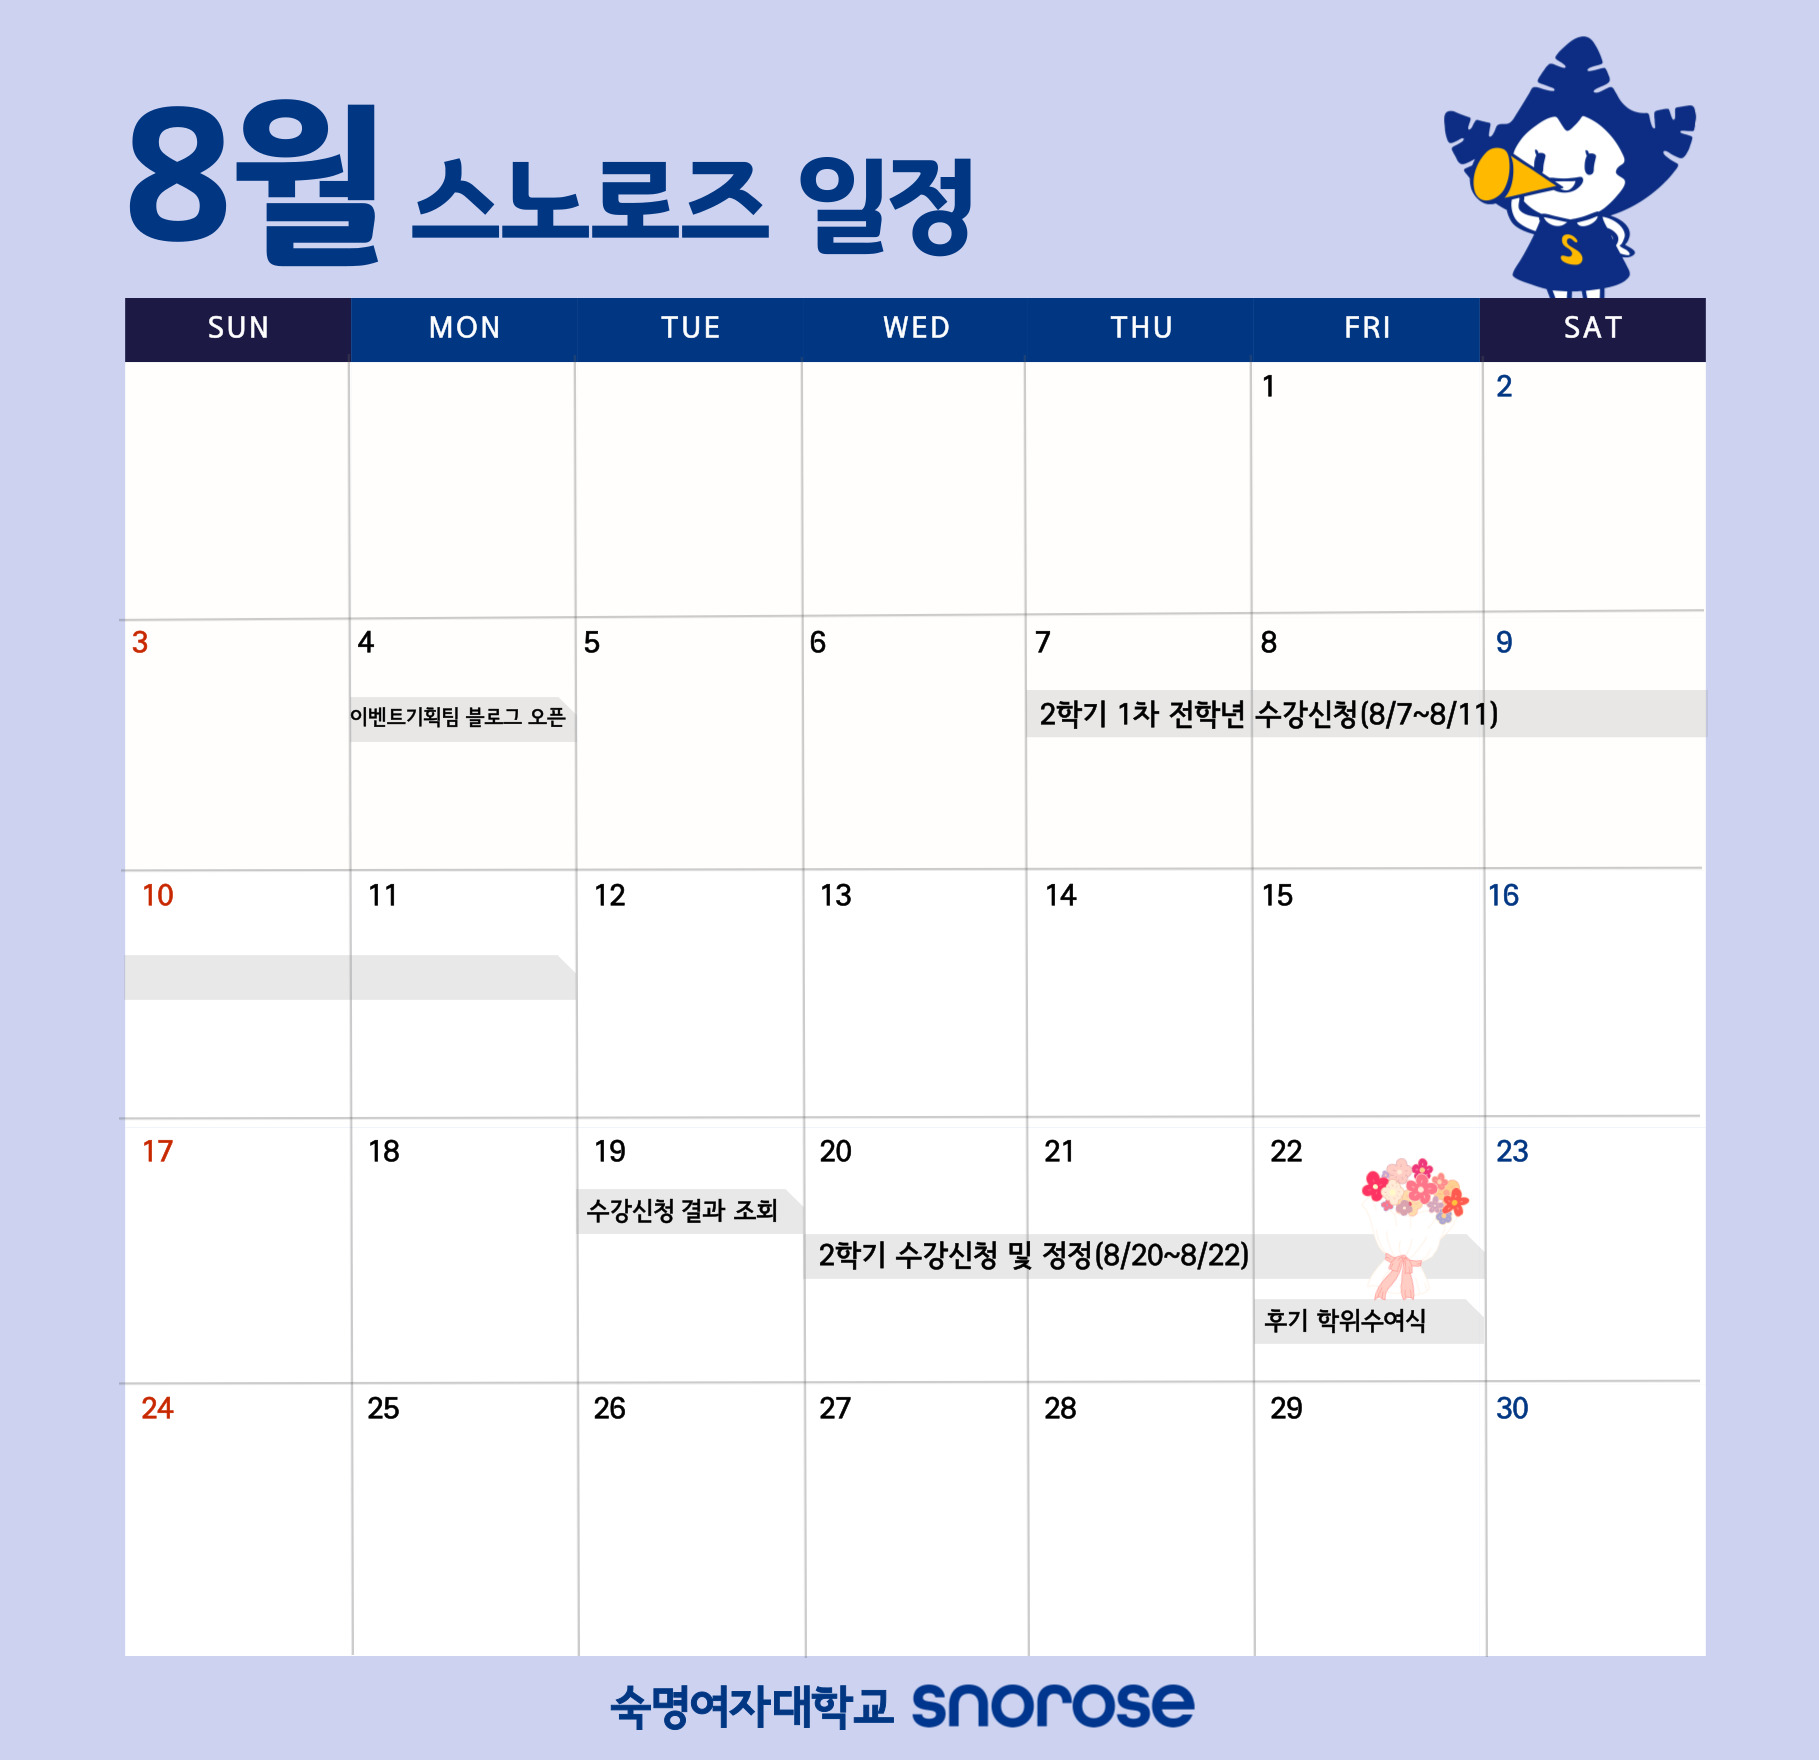 8월 스노로즈 일정
S
SUN MON TUE WED THU FRI SAT
1 2
3 4 5 6 7 8 9
이벤트기획팀 블로그 오픈
2학기 1차 전학년 수강신청(8/7~8/11)
10 11 12 13 14 15 16
17 18 19 20 21 22 23
수강신청 결과 조회
2학기 수강신청 및 정정(8/20~8/22)
후기 학위수여식
24 25 26 27 28 29 30
숙명여자대학교 snorose